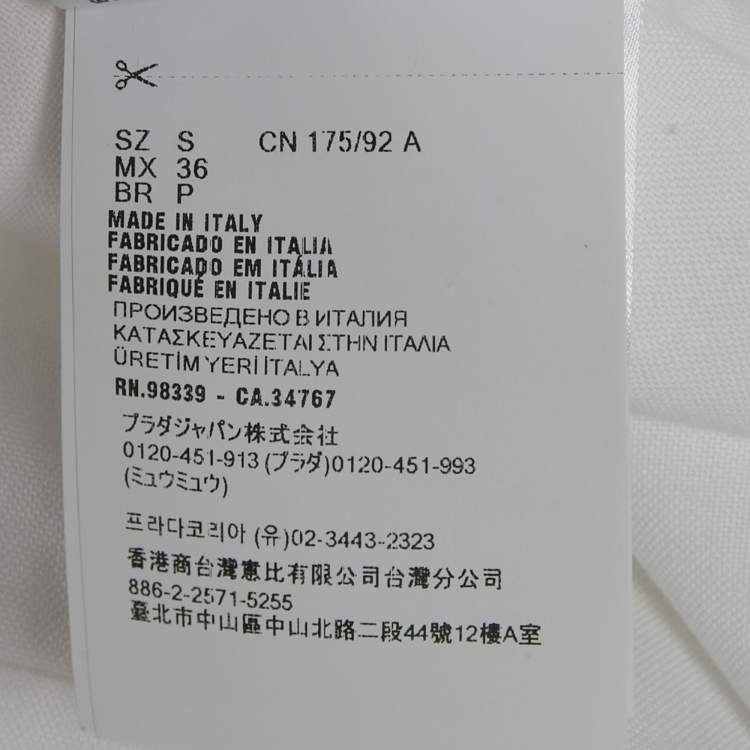 SZ S CN 175/92 A
MX 36
BR P
MADE IN ITALY
FABRICADO EN ITALIA
FABRICADO EM ITÁLIA
FABRIQUÉ EN ITALIE
ПРОИЗВЕДЕНО В ИТАЛИЯ
ΚΑΤΑΣΚΕΥΑΖΕΤΑΙ ΣΤΗΝ ΙΤΑΛΙΑ
ÜRETİM YERİ İTALYA
RN.98339 - CA.34767
プラダジャパン株式会社
0120-451-913 (プラダ)0120-451-993
(ミュウミュウ)
프라다코리아 (유)02-3443-2323
香港商台灣惠比有限公司台灣分公司
886-2-2571-5255
臺北市中山區中山北路二段44號12樓A室